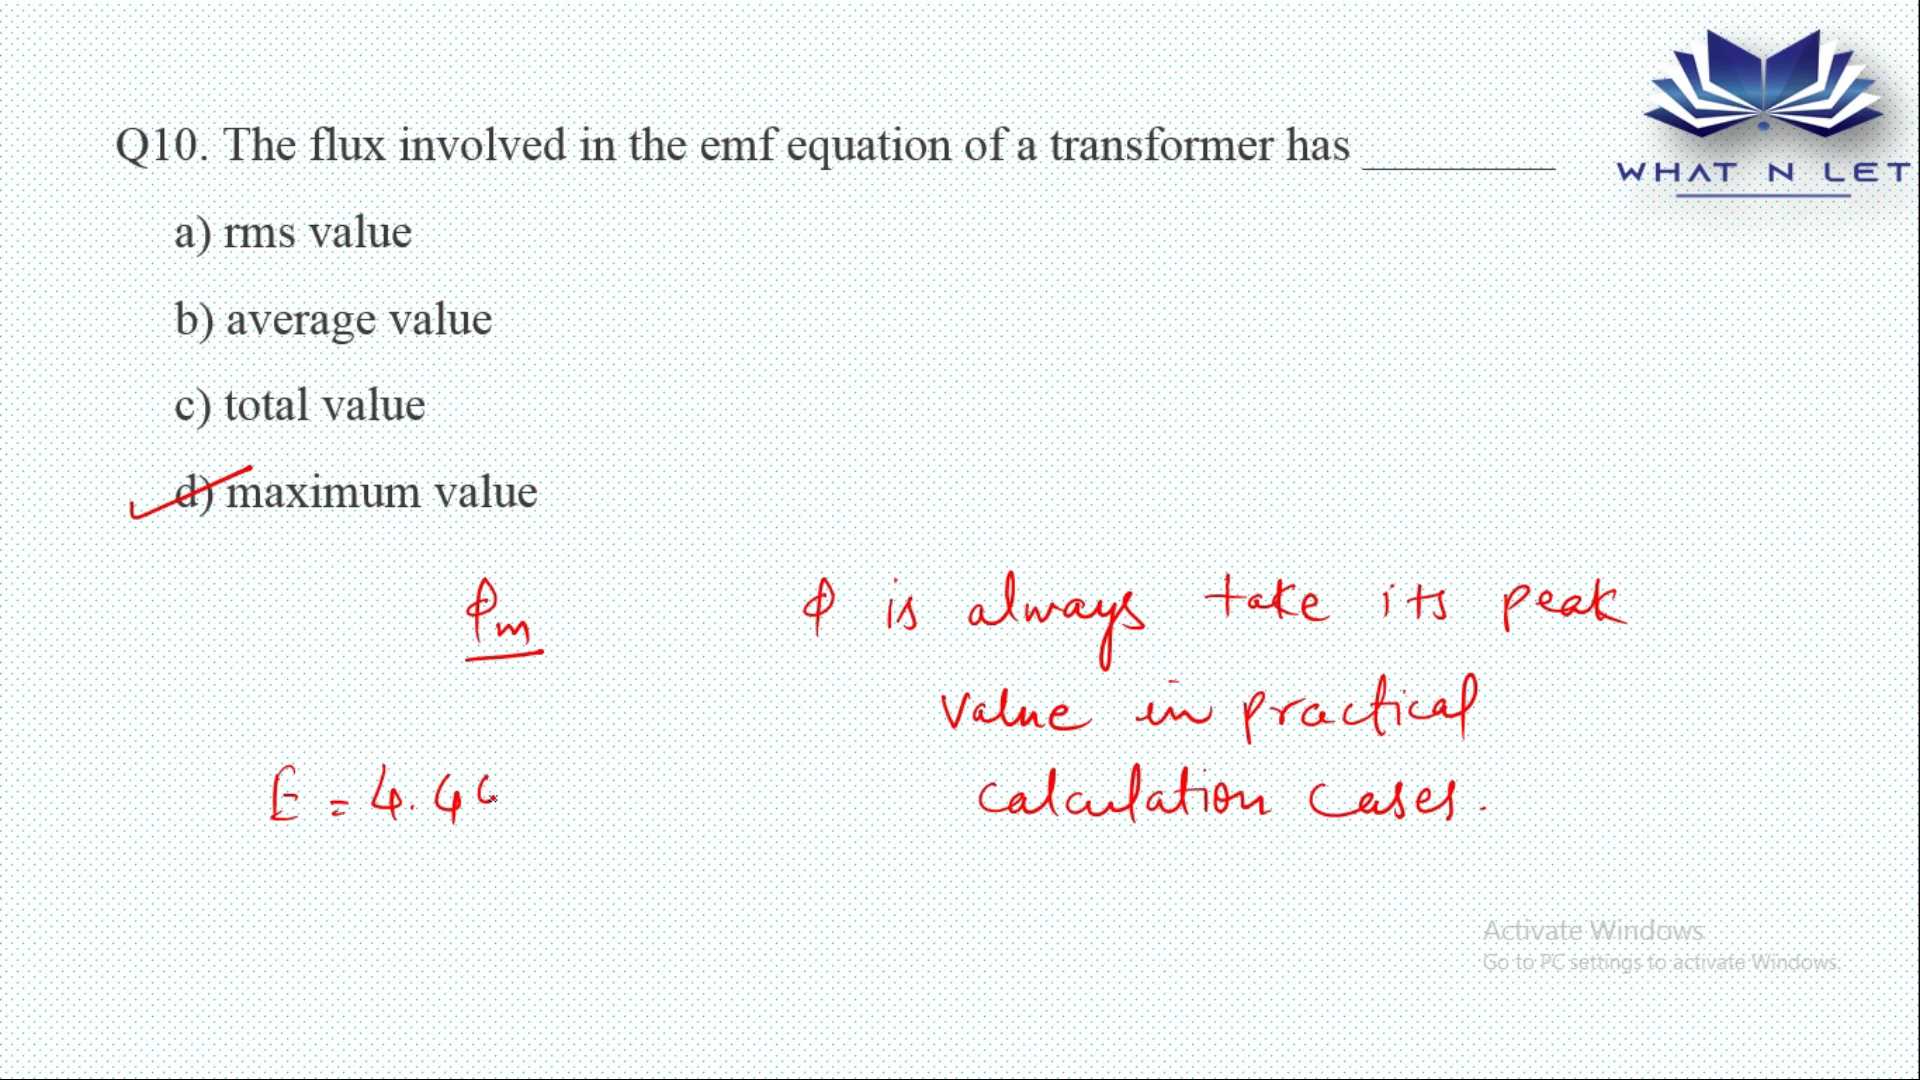 WHAT N LET
Q10. The flux involved in the emf equation of a transformer has ________
a) rms value
b) average value
c) total value
d) maximum value
ϕm
ϕ is always take its peak
value in practical
calculation cases.
E = 4.4
Activate Windows
Go to PC settings to activate Windows.